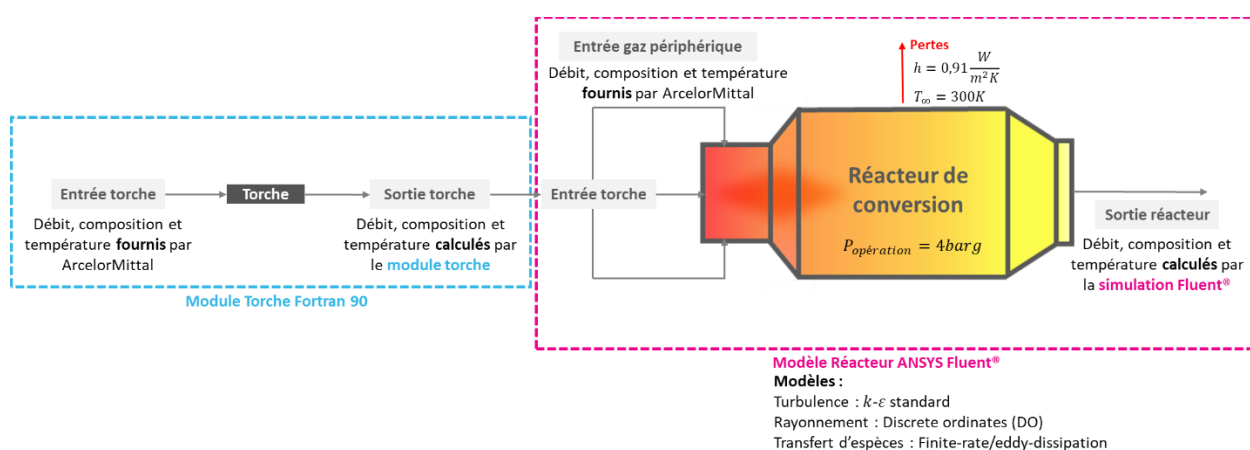 Entrée gaz périphérique
Débit, composition et température
fournis par ArcelorMittal
Pertes
h = 0,91 W/m²K
T∞ = 300K
Entrée torche
Débit, composition et
température fournis par
ArcelorMittal
Torche
Sortie torche
Débit, composition et
température calculés par
le module torche
Module Torche Fortran 90
Entrée torche
Réacteur de
conversion
Popération = 4barg
Sortie réacteur
Débit, composition et
température calculés par
la simulation Fluent®
Modèle Réacteur ANSYS Fluent®
Modèles :
Turbulence : k-ε standard
Rayonnement : Discrete ordinates (DO)
Transfert d'espèces : Finite-rate/eddy-dissipation